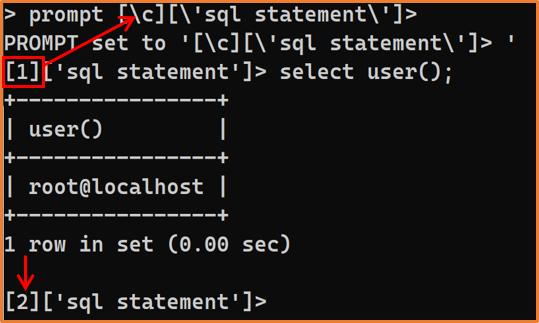 > prompt [\c][\'sql statement\']>
PROMPT set to '[\c][\'sql statement\']> '
[1]['sql statement']> select user();
+----------------+
| user()         |
+----------------+
| root@localhost |
+----------------+
1 row in set (0.00 sec)
[2]['sql statement']>